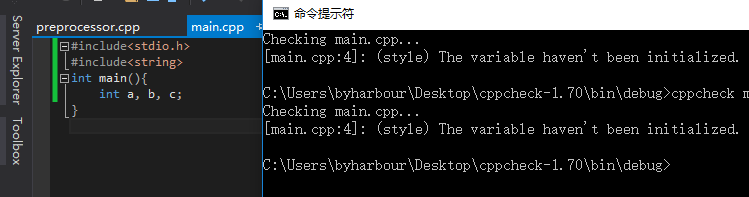 Server Explorer
Toolbox
preprocessor.cpp
main.cpp
#include<stdio.h>
#include<string>
int main(){
int a, b, c;
}
命令提示符
Checking main.cpp...
[main.cpp:4]: (style) The variable haven't been initialized.
C:\Users\byharbour\Desktop\cppcheck-1.70\bin\debug>cppcheck m
Checking main.cpp...
[main.cpp:4]: (style) The variable haven't been initialized.
C:\Users\byharbour\Desktop\cppcheck-1.70\bin\debug>